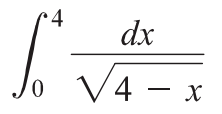 ∫₀⁴ dx / √(4 − x)